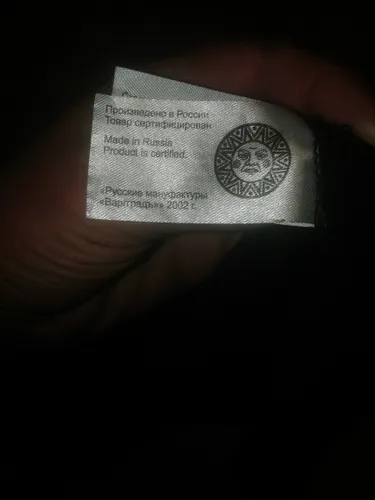 Произведено в России
Товар сертифицирован
Made in Russia
Product is certified.
«Русские мануфактуры
«Варгградъ»» 2002 г.